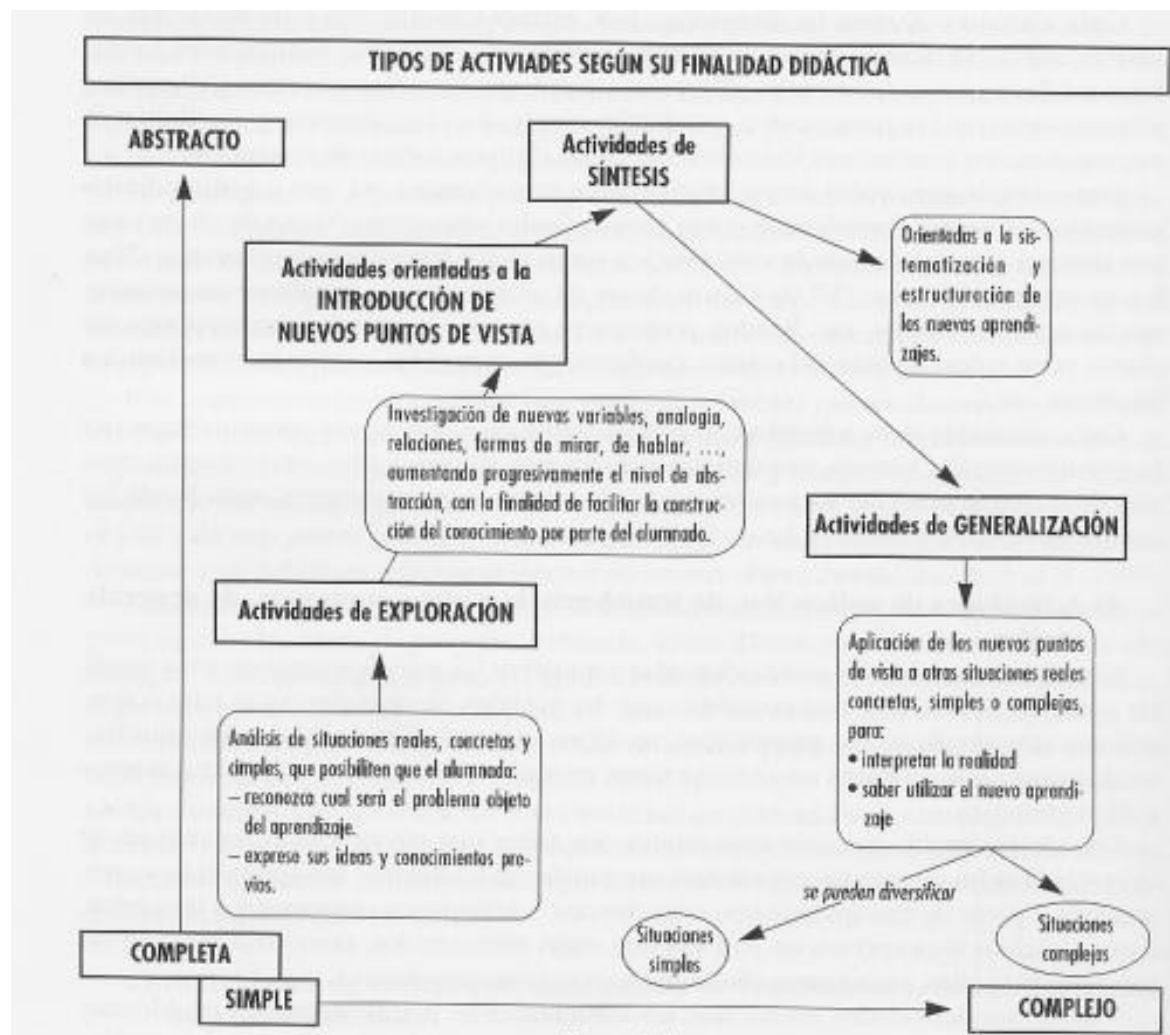 TIPOS DE ACTIVIADES SEGÚN SU FINALIDAD DIDÁCTICA
ABSTRACTO
Actividades de
SÍNTESIS
Orientadas a la sis-
tematización y
estructuración de
los nuevos aprendi-
zajes.
Actividades orientadas a la
INTRODUCCIÓN DE
NUEVOS PUNTOS DE VISTA
Investigación de nuevas variables, analogía,
relaciones, formas de mirar, de hablar, ...,
aumentando progresivamente el nivel de abs-
tracción, con la finalidad de facilitar la construc-
ción del conocimiento por parte del alumnado.
Actividades de GENERALIZACIÓN
Actividades de EXPLORACIÓN
Aplicación de los nuevos puntos
de vista a otras situaciones reales
concretas, simples o complejas,
para:
• interpretar la realidad
• saber utilizar el nuevo aprendi-
zaje
Análisis de situaciones reales, concretas y
simples, que posibiliten que el alumnado:
– reconozca cual será el problema objeto
del aprendizaje.
– exprese sus ideas y conocimientos pre-
vios.
se pueden diversificar
Situaciones
simples
Situaciones
complejas
COMPLETA
SIMPLE
COMPLEJO